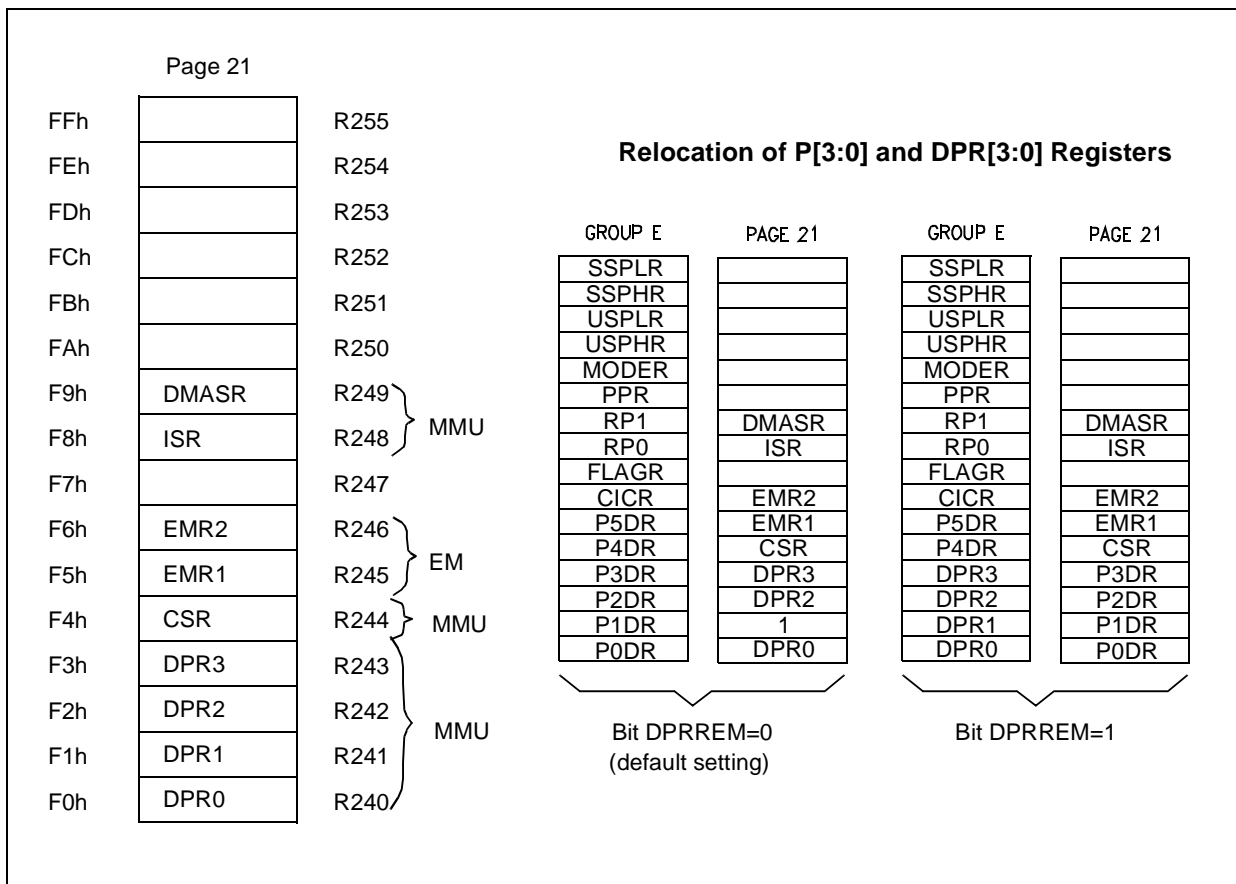 Page 21
FFh R255
FEh R254
FDh R253
FCh R252
FBh R251
FAh R250
F9h DMASR R249
F8h ISR R248
MMU
F7h R247
F6h EMR2 R246
F5h EMR1 R245
EM
F4h CSR R244 MMU
F3h DPR3 R243
F2h DPR2 R242
MMU
F1h DPR1 R241
F0h DPR0 R240
Relocation of P[3:0] and DPR[3:0] Registers
GROUP E PAGE 21 GROUP E PAGE 21
SSPLR SSPLR
SSPHR SSPHR
USPLR USPLR
USPHR USPHR
MODER MODER
PPR PPR
RP1 DMASR RP1 DMASR
RP0 ISR RP0 ISR
FLAGR FLAGR
CICR EMR2 CICR EMR2
P5DR EMR1 P5DR EMR1
P4DR CSR P4DR CSR
P3DR DPR3 DPR3 P3DR
P2DR DPR2 DPR2 P2DR
P1DR 1 DPR1 P1DR
P0DR DPR0 DPR0 P0DR
Bit DPRREM=0 Bit DPRREM=1
(default setting)